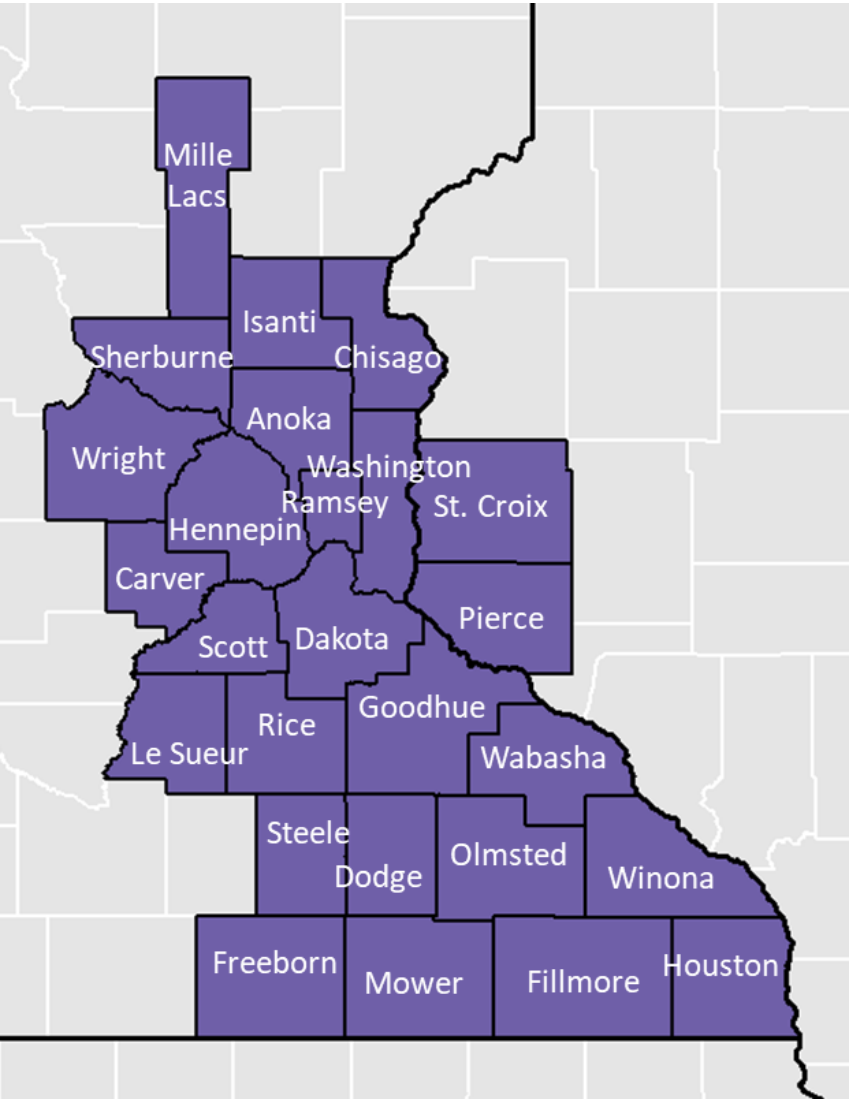 Mille
Lacs
Isanti
Sherburne
Chisago
Anoka
Wright
Washington
Ramsey
St. Croix
Hennepin
Carver
Pierce
Scott
Dakota
Goodhue
Rice
Le Sueur
Wabasha
Steele
Olmsted
Dodge
Winona
Freeborn
Houston
Mower
Fillmore